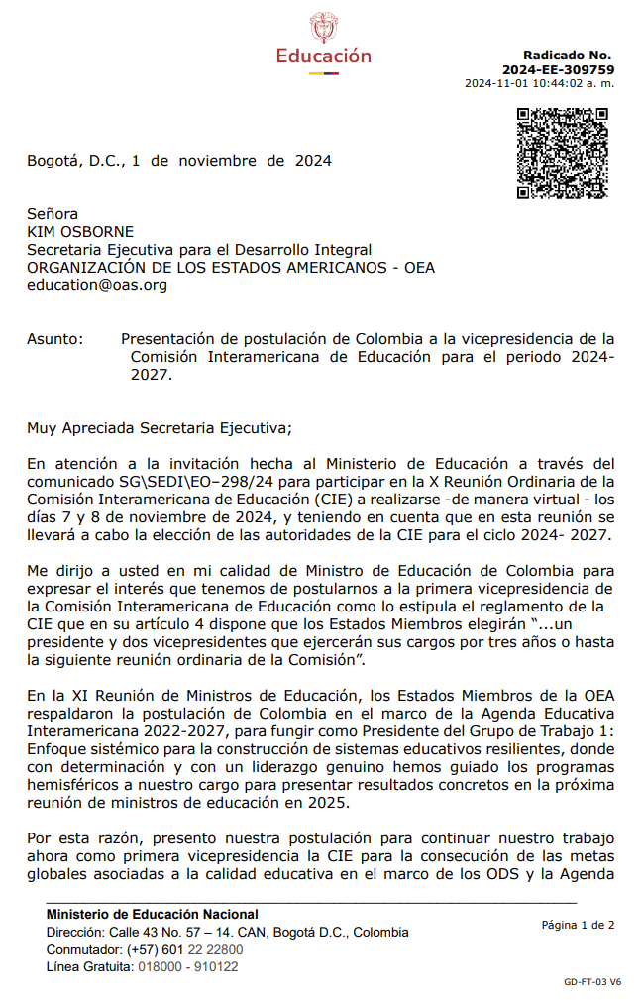 Educación
Radicado No.
2024-EE-309759
2024-11-01 10:44:02 a. m.
Bogotá, D.C., 1 de noviembre de 2024
Señora
KIM OSBORNE
Secretaria Ejecutiva para el Desarrollo Integral
ORGANIZACIÓN DE LOS ESTADOS AMERICANOS - OEA
education@oas.org
Asunto: Presentación de postulación de Colombia a la vicepresidencia de la
Comisión Interamericana de Educación para el periodo 2024-
2027.
Muy Apreciada Secretaria Ejecutiva;
En atención a la invitación hecha al Ministerio de Educación a través del
comunicado SG\SEDI\EO–298/24 para participar en la X Reunión Ordinaria de la
Comisión Interamericana de Educación (CIE) a realizarse -de manera virtual - los
días 7 y 8 de noviembre de 2024, y teniendo en cuenta que en esta reunión se
llevará a cabo la elección de las autoridades de la CIE para el ciclo 2024- 2027.
Me dirijo a usted en mi calidad de Ministro de Educación de Colombia para
expresar el interés que tenemos de postularnos a la primera vicepresidencia de
la Comisión Interamericana de Educación como lo estipula el reglamento de la
CIE que en su artículo 4 dispone que los Estados Miembros elegirán “...un
presidente y dos vicepresidentes que ejercerán sus cargos por tres años o hasta
la siguiente reunión ordinaria de la Comisión”.
En la XI Reunión de Ministros de Educación, los Estados Miembros de la OEA
respaldaron la postulación de Colombia en el marco de la Agenda Educativa
Interamericana 2022-2027, para fungir como Presidente del Grupo de Trabajo 1:
Enfoque sistémico para la construcción de sistemas educativos resilientes, donde
con determinación y con un liderazgo genuino hemos guiado los programas
hemisféricos a nuestro cargo para presentar resultados concretos en la próxima
reunión de ministros de educación en 2025.
Por esta razón, presento nuestra postulación para continuar nuestro trabajo
ahora como primera vicepresidencia la CIE para la consecución de las metas
globales asociadas a la calidad educativa en el marco de los ODS y la Agenda
Ministerio de Educación Nacional
Dirección: Calle 43 No. 57 – 14. CAN, Bogotá D.C., Colombia
Conmutador: (+57) 601 22 22800
Línea Gratuita: 018000 - 910122
Página 1 de 2
GD-FT-03 V6